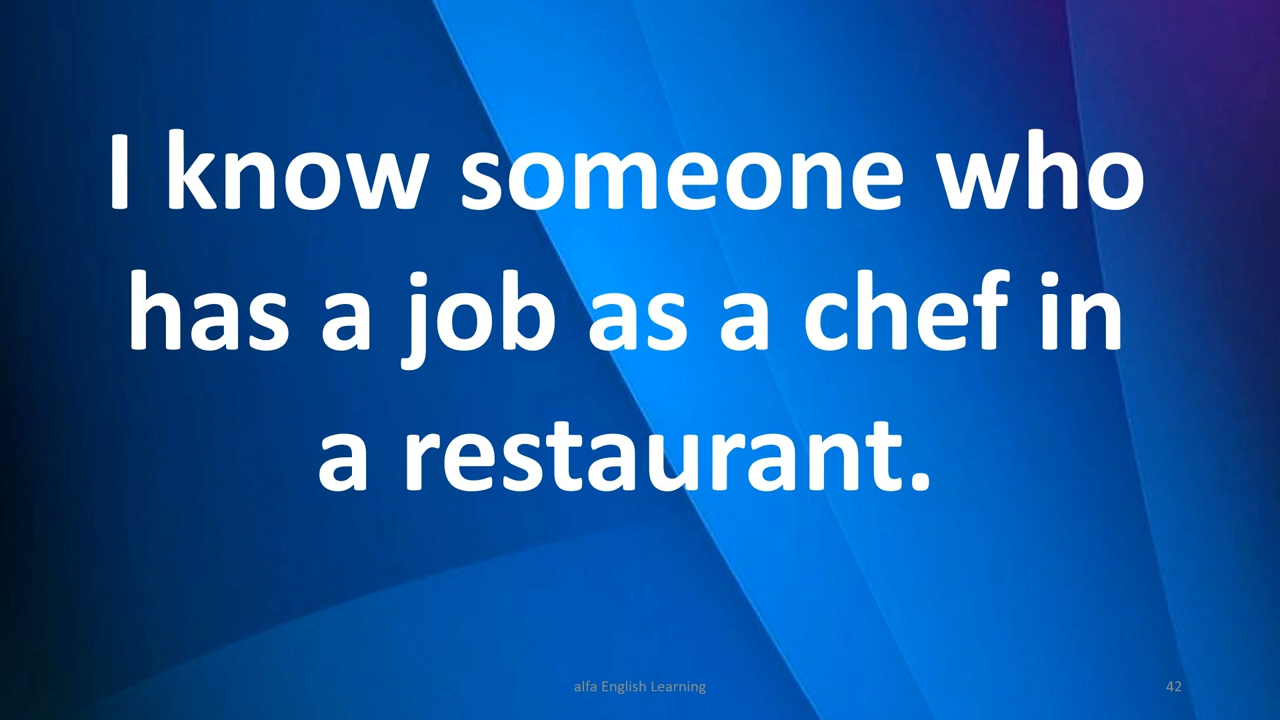 I know someone who
has a job as a chef in
a restaurant.
alfa English Learning
42